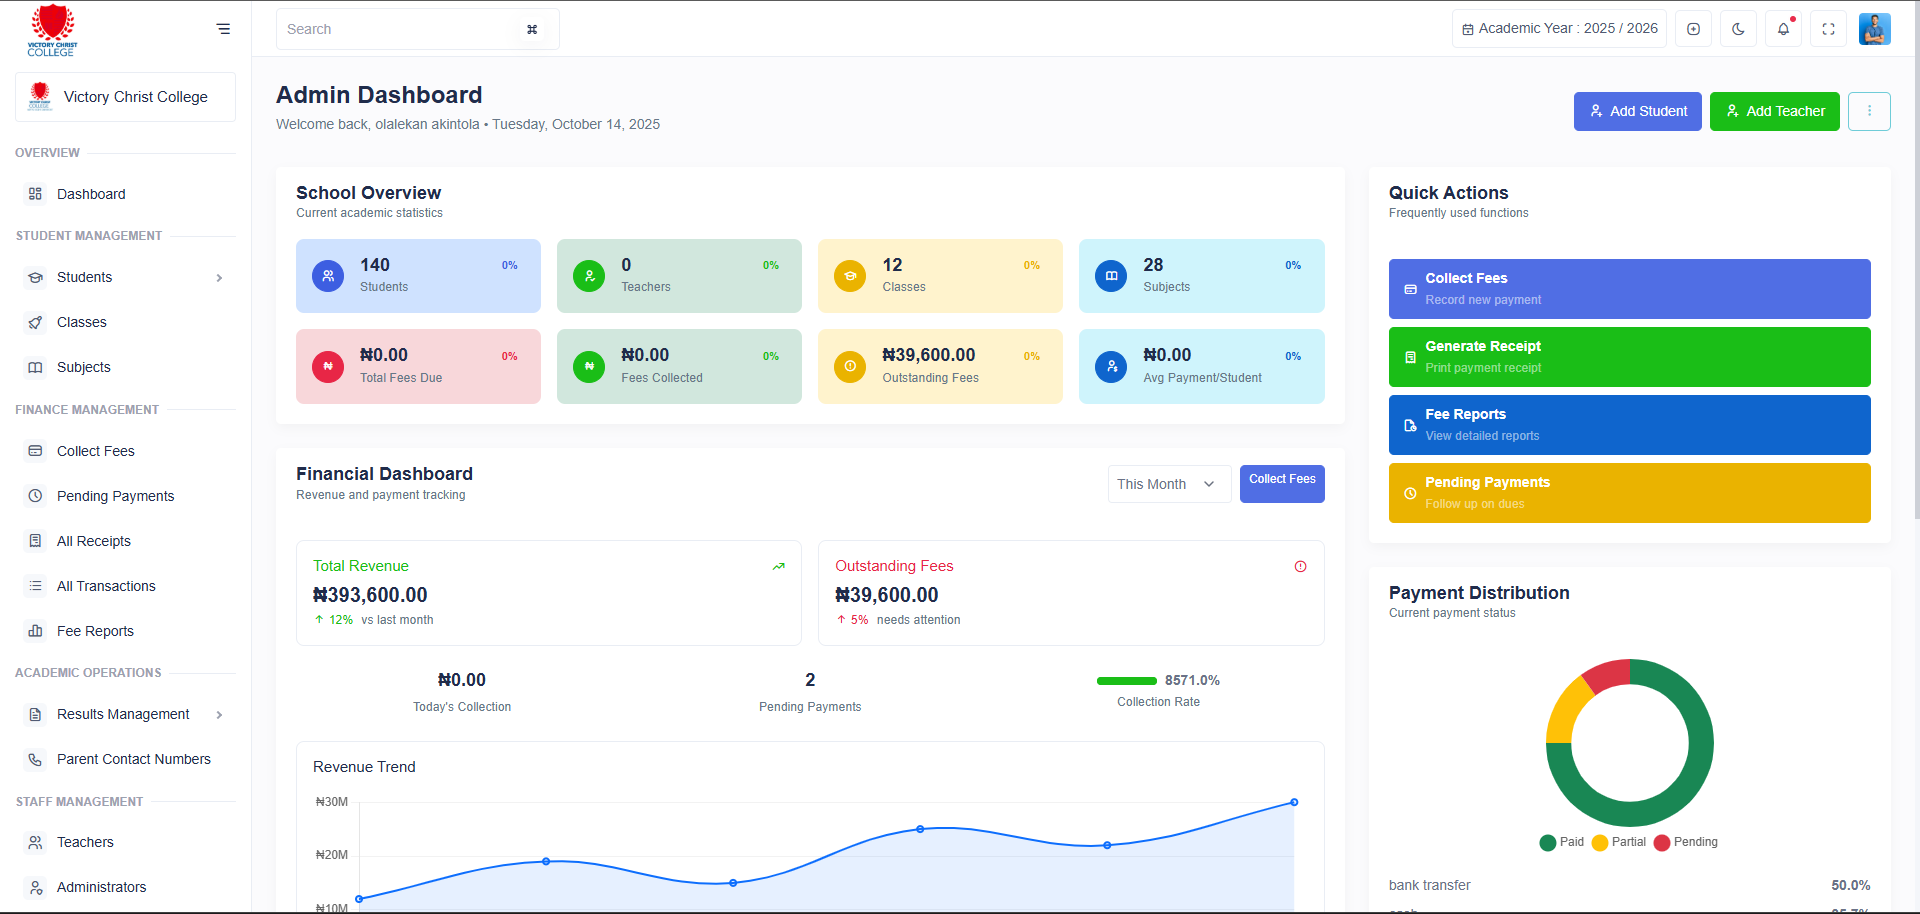 VICTORY CHRIST
COLLEGE
Search
⌘
Academic Year : 2025 / 2026
Victory Christ College
OVERVIEW
Dashboard
STUDENT MANAGEMENT
Students
Classes
Subjects
FINANCE MANAGEMENT
Collect Fees
Pending Payments
All Receipts
All Transactions
Fee Reports
ACADEMIC OPERATIONS
Results Management
Parent Contact Numbers
STAFF MANAGEMENT
Teachers
Administrators
Admin Dashboard
Welcome back, olalekan akintola • Tuesday, October 14, 2025
Add Student
Add Teacher
School Overview
Current academic statistics
140
0%
Students
0
0%
Teachers
12
0%
Classes
28
0%
Subjects
₦0.00
0%
Total Fees Due
₦0.00
0%
Fees Collected
₦39,600.00
0%
Outstanding Fees
₦0.00
0%
Avg Payment/Student
Financial Dashboard
Revenue and payment tracking
This Month
Collect Fees
Total Revenue
₦393,600.00
↑ 12% vs last month
Outstanding Fees
₦39,600.00
↑ 5% needs attention
₦0.00
Today's Collection
2
Pending Payments
8571.0%
Collection Rate
Revenue Trend
₦30M
₦20M
₦10M
Quick Actions
Frequently used functions
Collect Fees
Record new payment
Generate Receipt
Print payment receipt
Fee Reports
View detailed reports
Pending Payments
Follow up on dues
Payment Distribution
Current payment status
Paid
Partial
Pending
bank transfer
50.0%